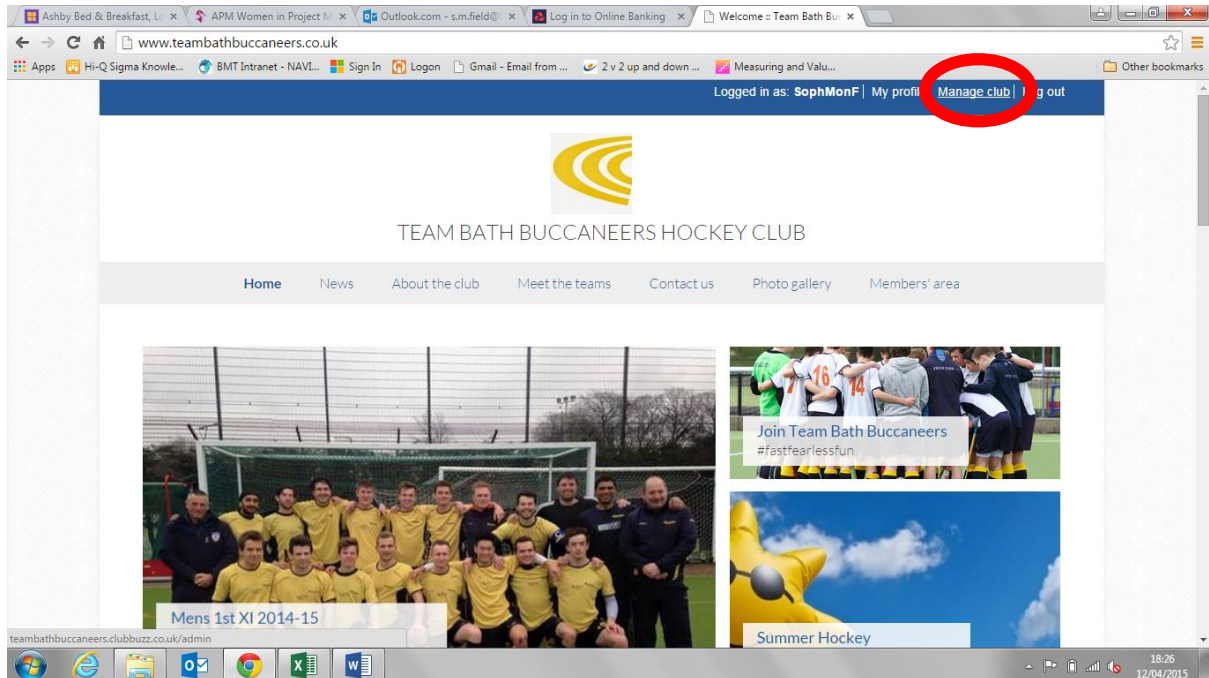 Ashby Bed & Breakfast, Lo
APM Women in Project M
Outlook.com - s.m.field@
Log in to Online Banking
Welcome :: Team Bath Buc
www.teambathbuccaneers.co.uk
Apps Hi-Q Sigma Knowle... BMT Intranet - NAVI... Sign In Logon Gmail - Email from ... 2 v 2 up and down ... Measuring and Valu... Other bookmarks
Logged in as: SophMonF | My profil Manage club | g out
TEAM BATH BUCCANEERS HOCKEY CLUB
Home News About the club Meet the teams Contact us Photo gallery Members' area
7 16 14
Join Team Bath Buccaneers
#fastfearlessfun
Mens 1st XI 2014-15
Summer Hockey
teambathbuccaneers.clubbuzz.co.uk/admin
18:26
12/04/2015